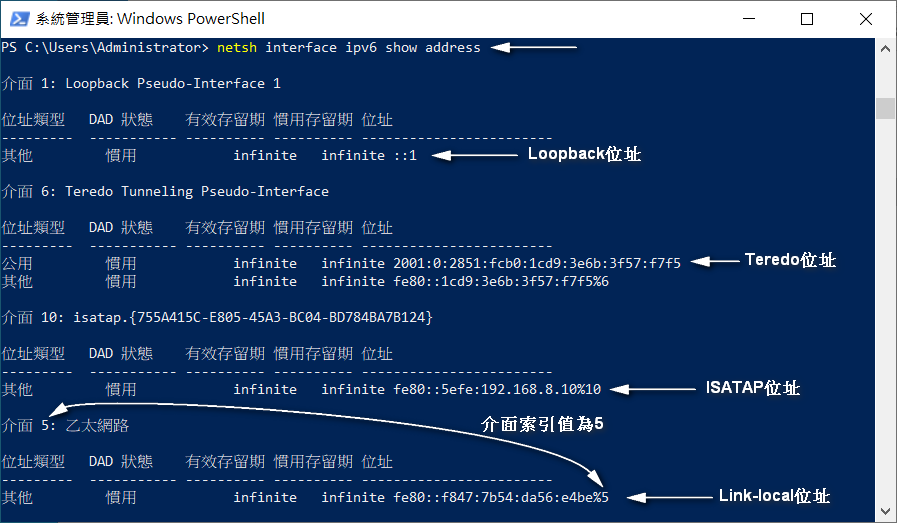 系統管理員: Windows PowerShell
PS C:\Users\Administrator> netsh interface ipv6 show address
介面 1: Loopback Pseudo-Interface 1
位址類型 DAD 狀態 有效存留期 慣用存留期 位址
--------- ----------- ---------- ---------- ------------------------
其他 慣用 infinite infinite ::1 Loopback位址
介面 6: Teredo Tunneling Pseudo-Interface
位址類型 DAD 狀態 有效存留期 慣用存留期 位址
--------- ----------- ---------- ---------- ------------------------
公用 慣用 infinite infinite 2001:0:2851:fcb0:1cd9:3e6b:3f57:f7f5 Teredo位址
其他 慣用 infinite infinite fe80::1cd9:3e6b:3f57:f7f5%6
介面 10: isatap.{755A415C-E805-45A3-BC04-BD784BA7B124}
位址類型 DAD 狀態 有效存留期 慣用存留期 位址
--------- ----------- ---------- ---------- ------------------------
其他 慣用 infinite infinite fe80::5efe:192.168.8.10%10 ISATAP位址
介面 5: 乙太網路 介面索引值為5
位址類型 DAD 狀態 有效存留期 慣用存留期 位址
--------- ----------- ---------- ---------- ------------------------
其他 慣用 infinite infinite fe80::f847:7b54:da56:e4be%5 Link-local位址